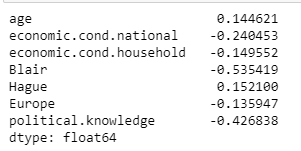 age 0.144621
economic.cond.national -0.240453
economic.cond.household -0.149552
Blair -0.535419
Hague 0.152100
Europe -0.135947
political.knowledge -0.426838
dtype: float64